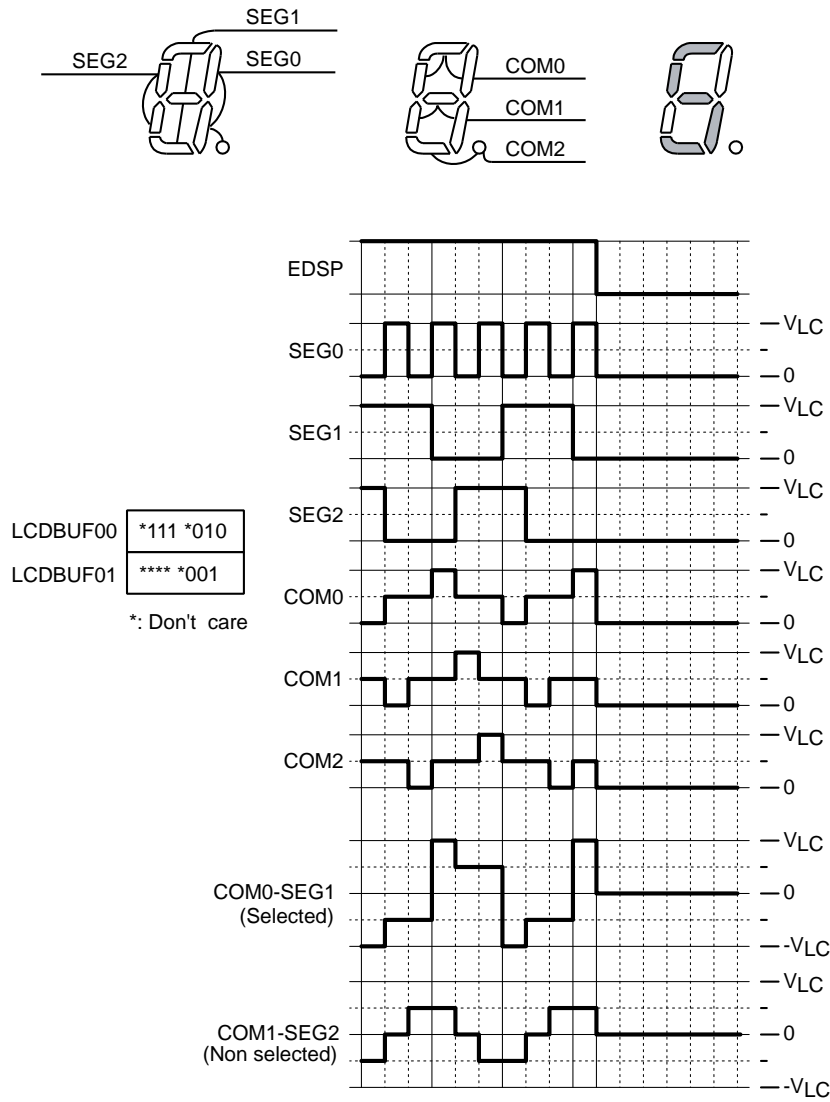 SEG1
SEG2
SEG0
COM0
COM1
COM2
EDSP
SEG0
VLC
0
SEG1
VLC
0
SEG2
VLC
0
LCDBUF00 *111 *010
LCDBUF01 **** *001
*: Don't care
COM0
VLC
0
COM1
VLC
0
COM2
VLC
0
COM0-SEG1
(Selected)
VLC
0
-VLC
COM1-SEG2
(Non selected)
VLC
0
-VLC